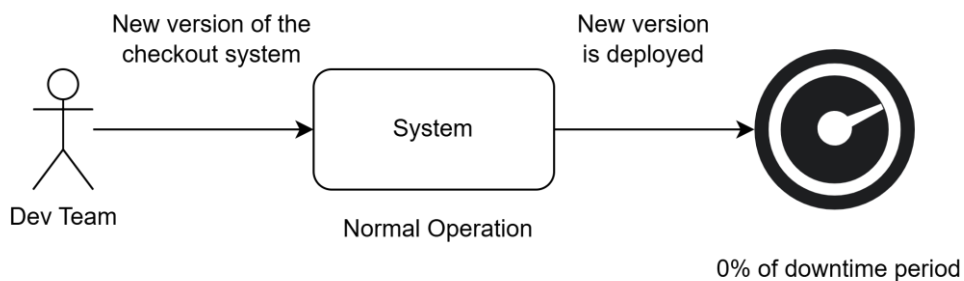 New version of the
checkout system
New version
is deployed
System
Dev Team
Normal Operation
0% of downtime period